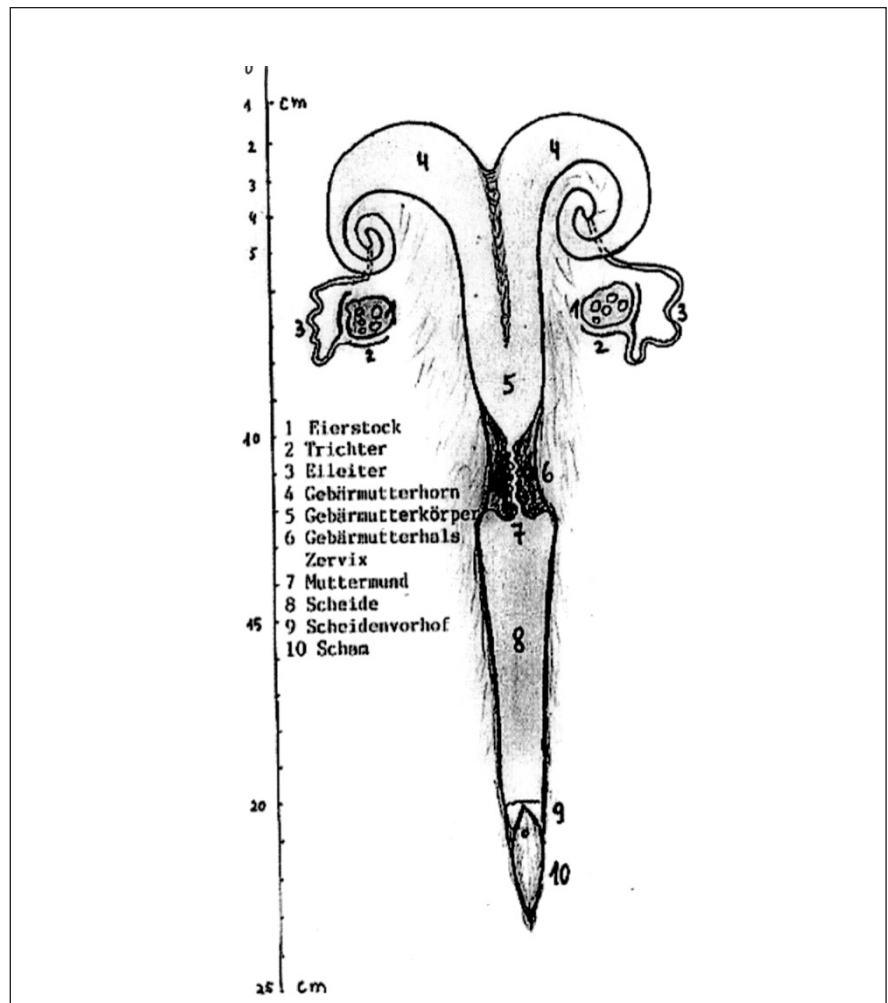 0
1 cm
2
3
4
5
10
15
20
25 cm
4 4
1 1
3 3
2 2
5
6
7
8
9
10
1 Eierstock
2 Trichter
3 Eileiter
4 Gebärmutterhorn
5 Gebärmutterkörper
6 Gebärmutterhals
Zervix
7 Muttermund
8 Scheide
9 Scheidenvorhof
10 Scham